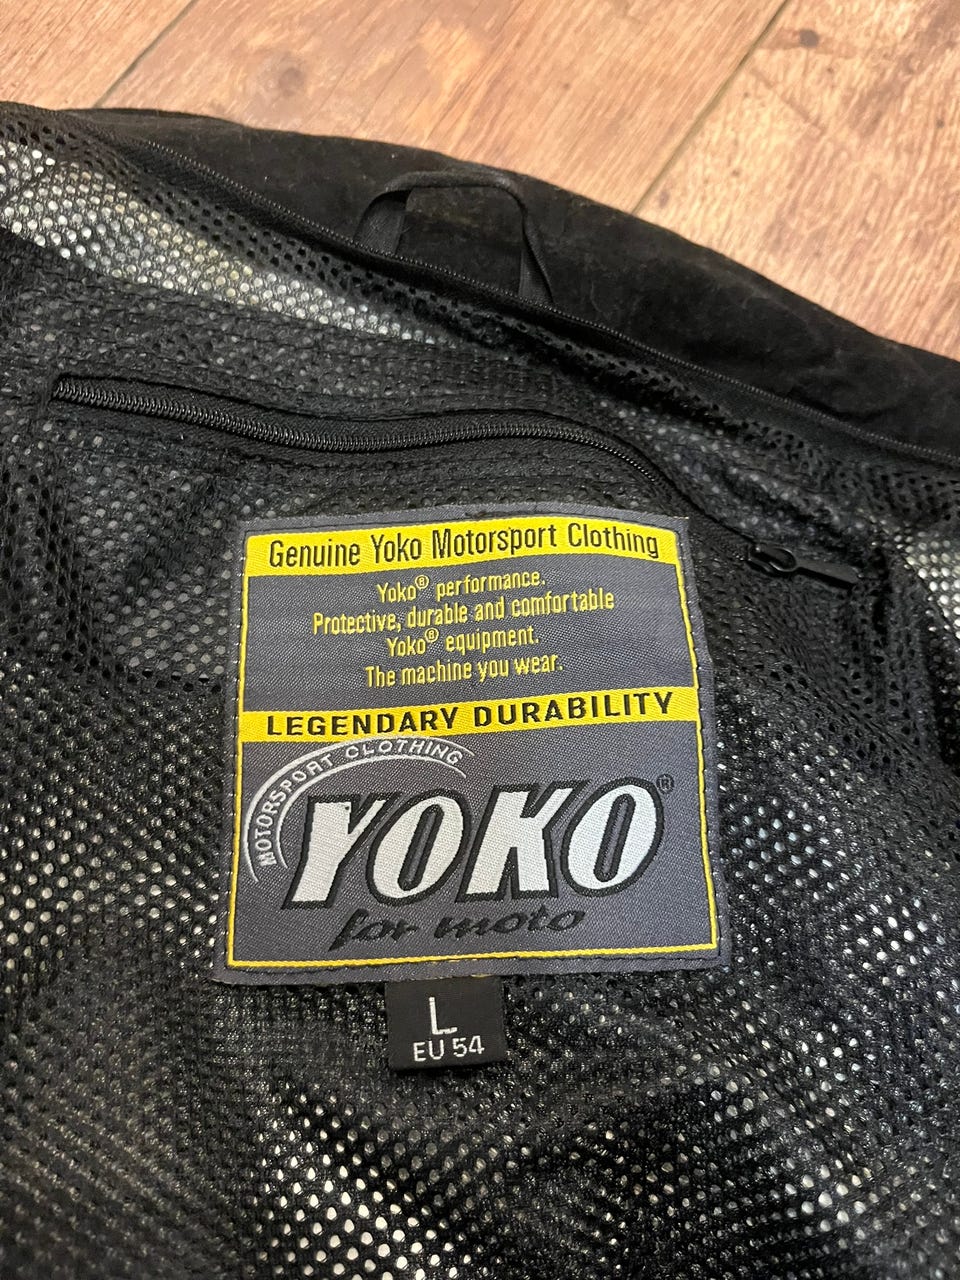 Genuine Yoko Motorsport Clothing
Yoko® performance.
Protective, durable and comfortable
Yoko® equipment.
The machine you wear.
LEGENDARY DURABILITY
MOTORSPORT CLOTHING
YOKO®
for moto
L
EU 54